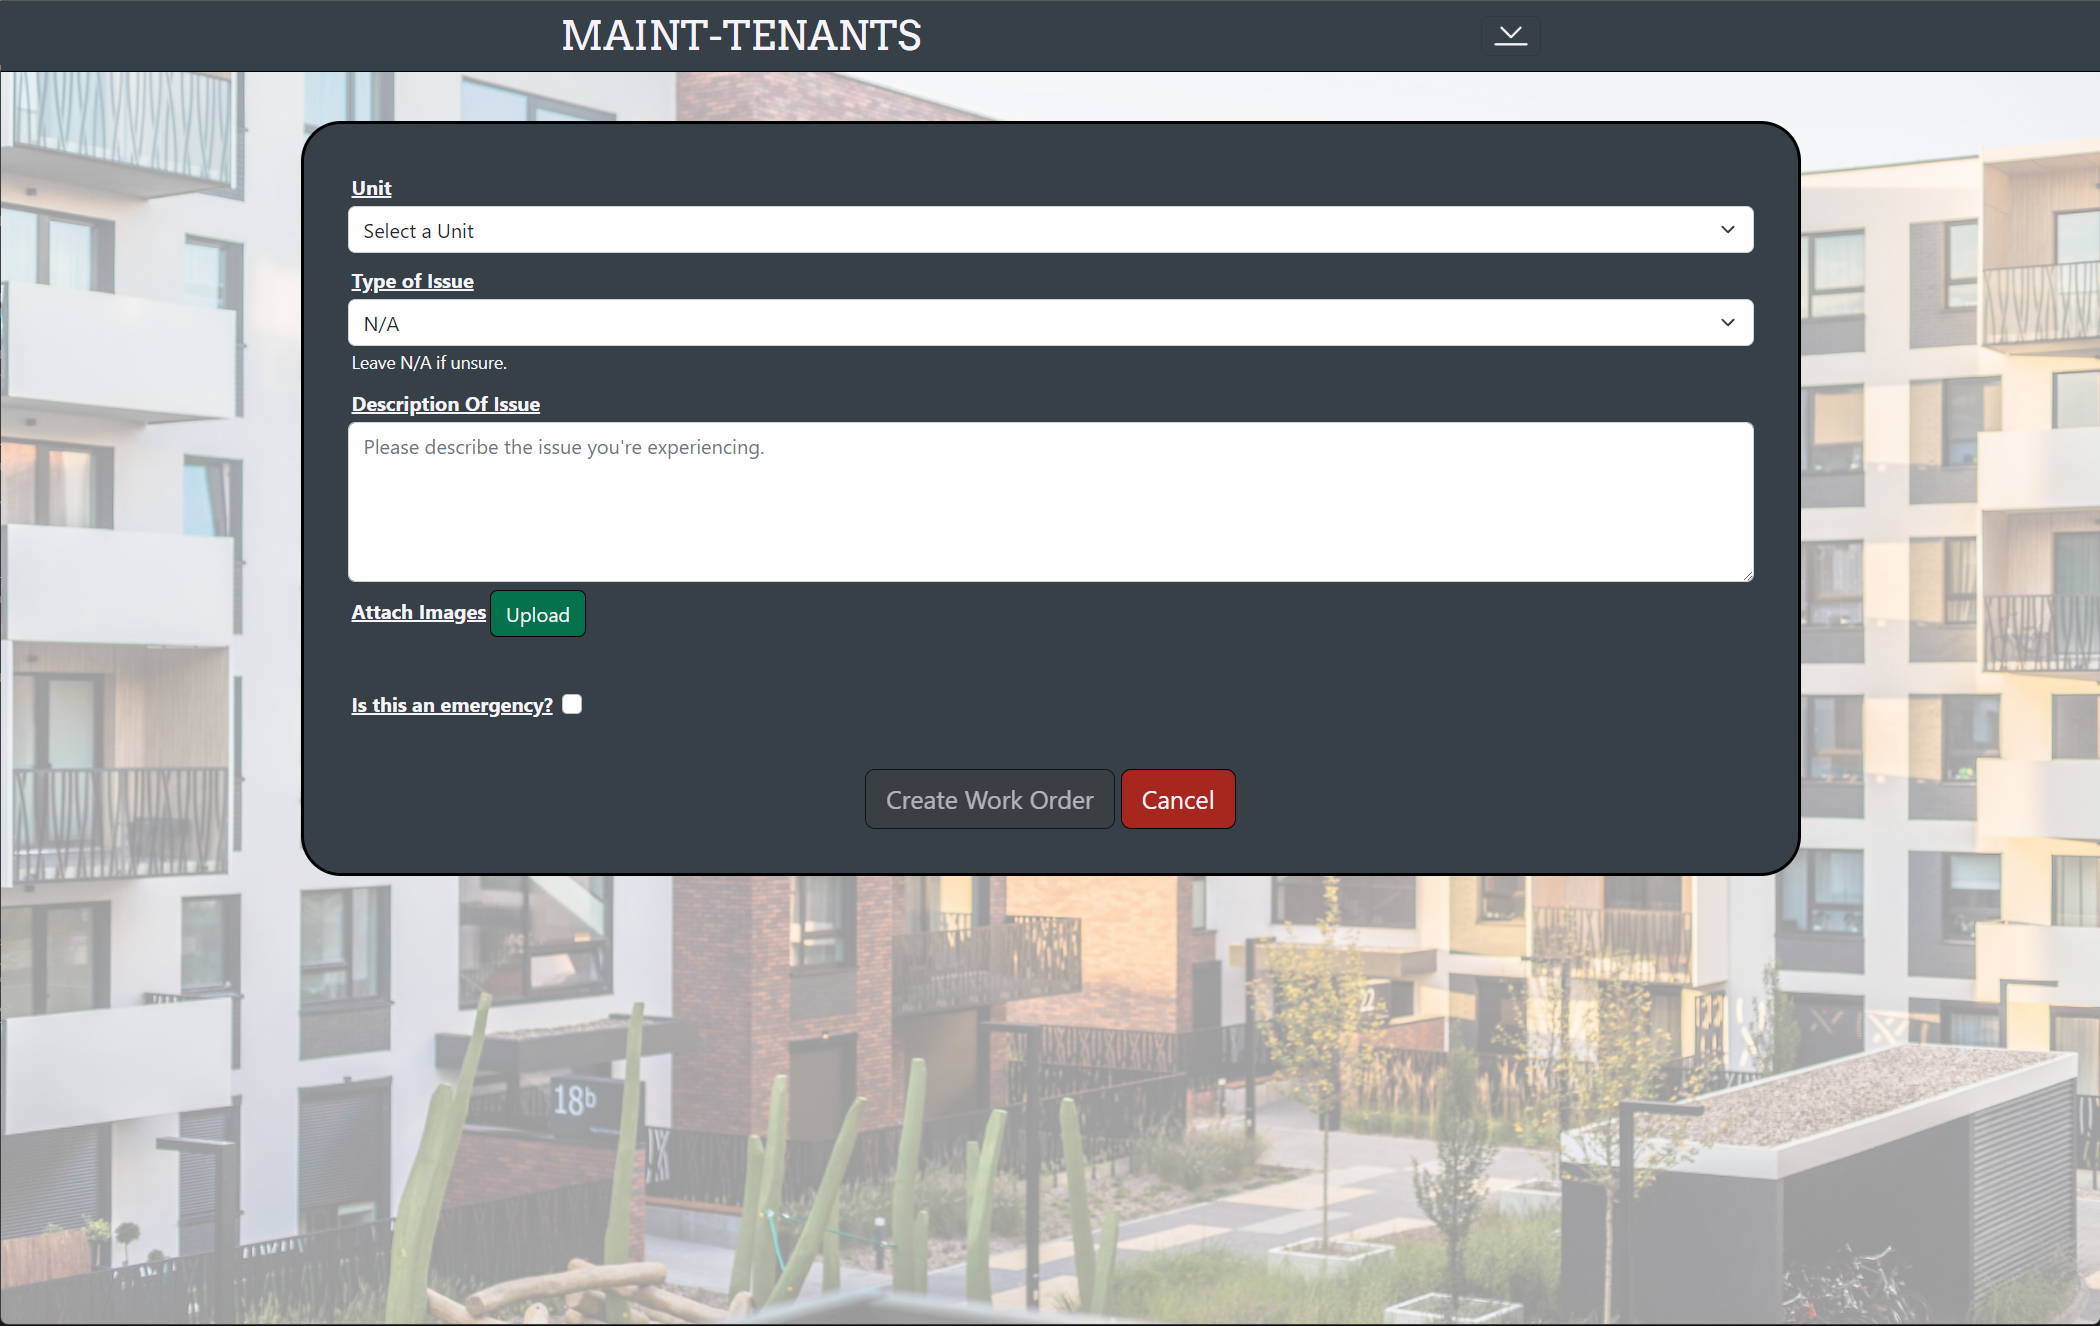 MAINT-TENANTS
Unit
Select a Unit
Type of Issue
N/A
Leave N/A if unsure.
Description Of Issue
Please describe the issue you're experiencing.
Attach Images Upload
Is this an emergency?
Create Work Order Cancel
22
18b